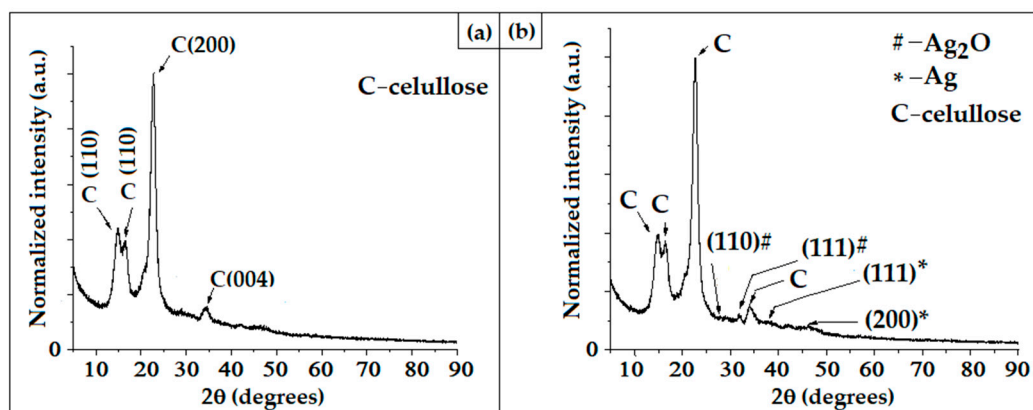 (a)
Normalized intensity (a.u.)
C(200)
C-celullose
C (110)
C (110)
C(004)
0
10 20 30 40 50 60 70 80 90
2θ (degrees)
(b)
Normalized intensity (a.u.)
C
#-Ag₂O
*-Ag
C-celullose
C
C
(110)#
(111)#
C
(111)*
(200)*
0
10 20 30 40 50 60 70 80 90
2θ (degrees)